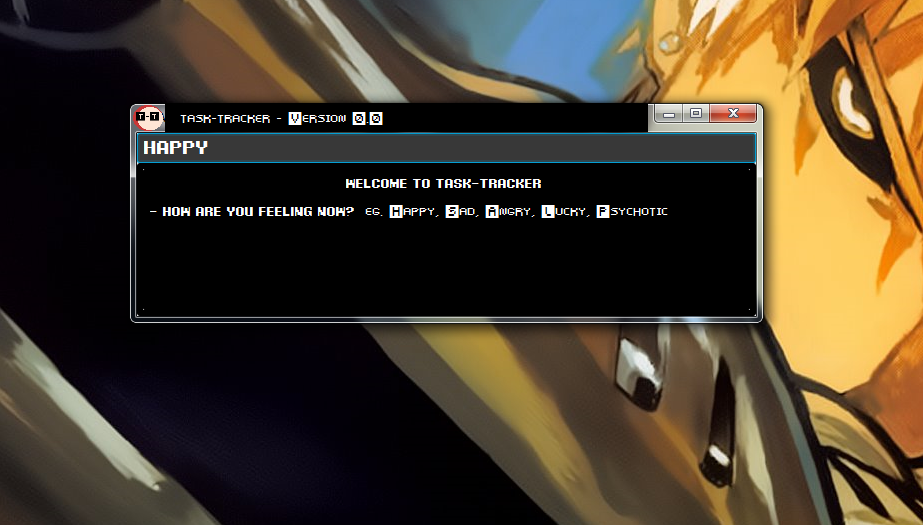 T-T
TASK-TRACKER - VERSION 0.0
HAPPY
WELCOME TO TASK-TRACKER
- HOW ARE YOU FEELING NOW? EG. HAPPY, SAD, ANGRY, LUCKY, PSYCHOTIC